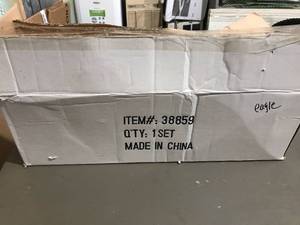 eagle
ITEM#: 38859
Q'TY: 1SET
MADE IN CHINA